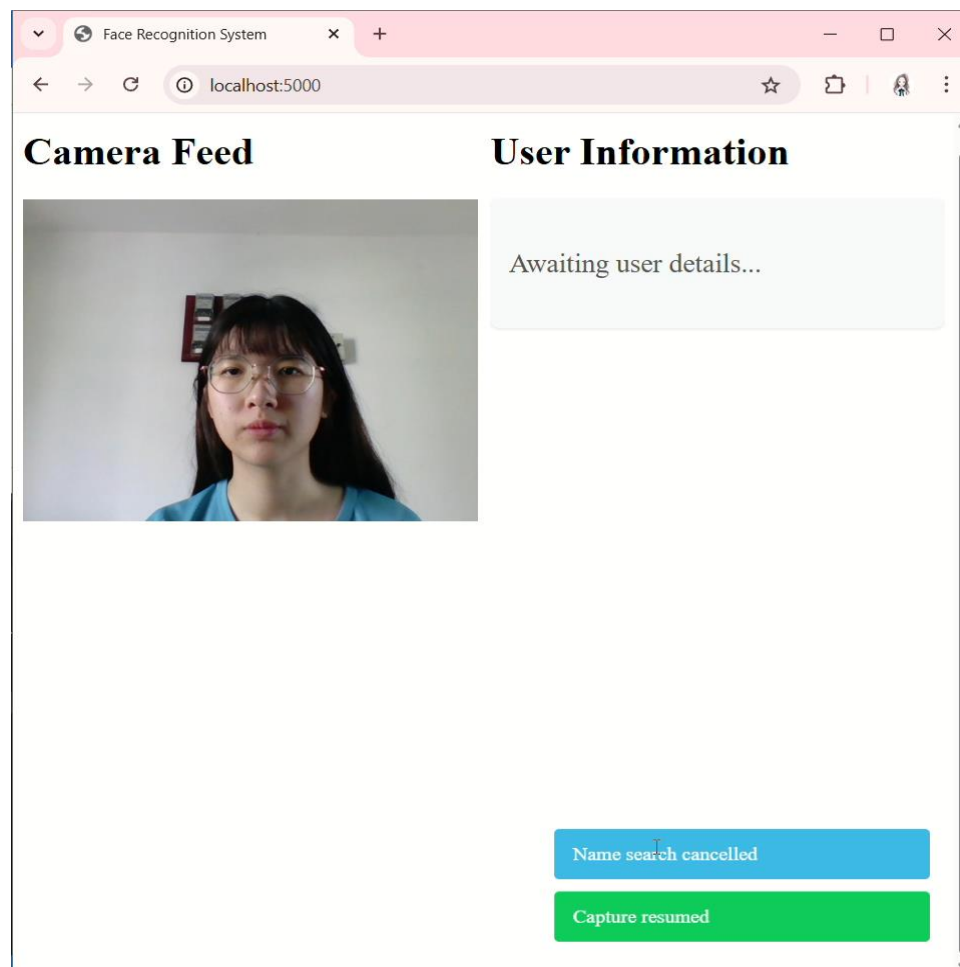 Face Recognition System
localhost:5000
Camera Feed
User Information
Awaiting user details...
Name search cancelled
Capture resumed